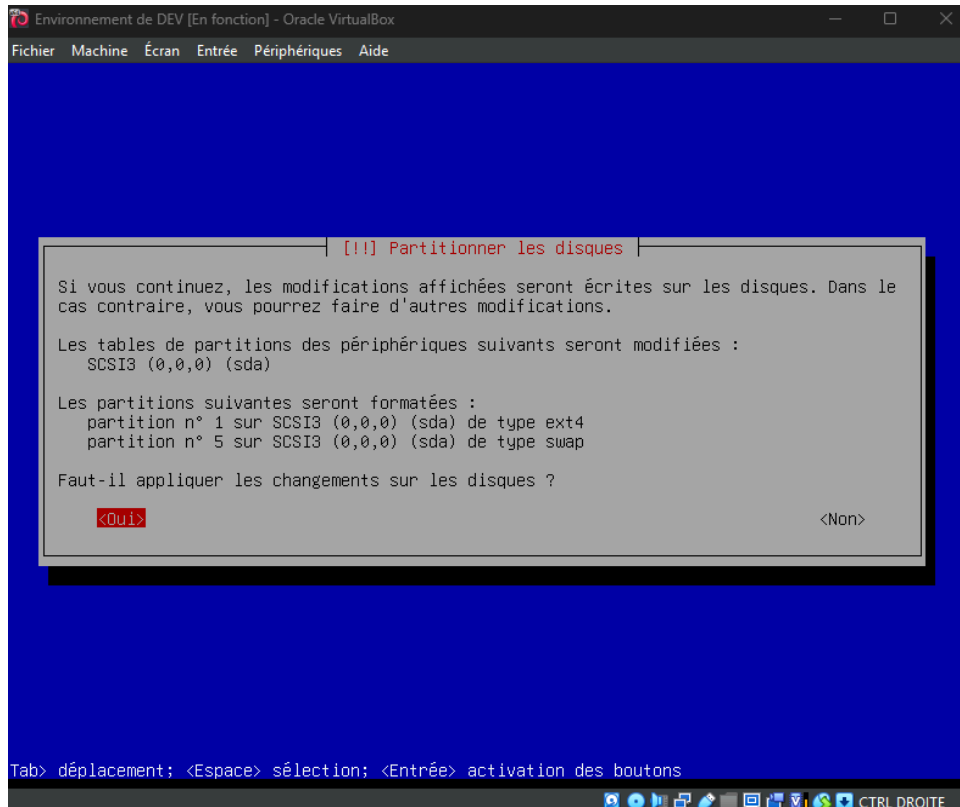 Environnement de DEV [En fonction] - Oracle VirtualBox
Fichier Machine Écran Entrée Périphériques Aide
[!!] Partitionner les disques
Si vous continuez, les modifications affichées seront écrites sur les disques. Dans le
cas contraire, vous pourrez faire d'autres modifications.
Les tables de partitions des périphériques suivants seront modifiées :
SCSI3 (0,0,0) (sda)
Les partitions suivantes seront formatées :
partition n° 1 sur SCSI3 (0,0,0) (sda) de type ext4
partition n° 5 sur SCSI3 (0,0,0) (sda) de type swap
Faut-il appliquer les changements sur les disques ?
<Oui> <Non>
Tab> déplacement; <Espace> sélection; <Entrée> activation des boutons
CTRL DROITE